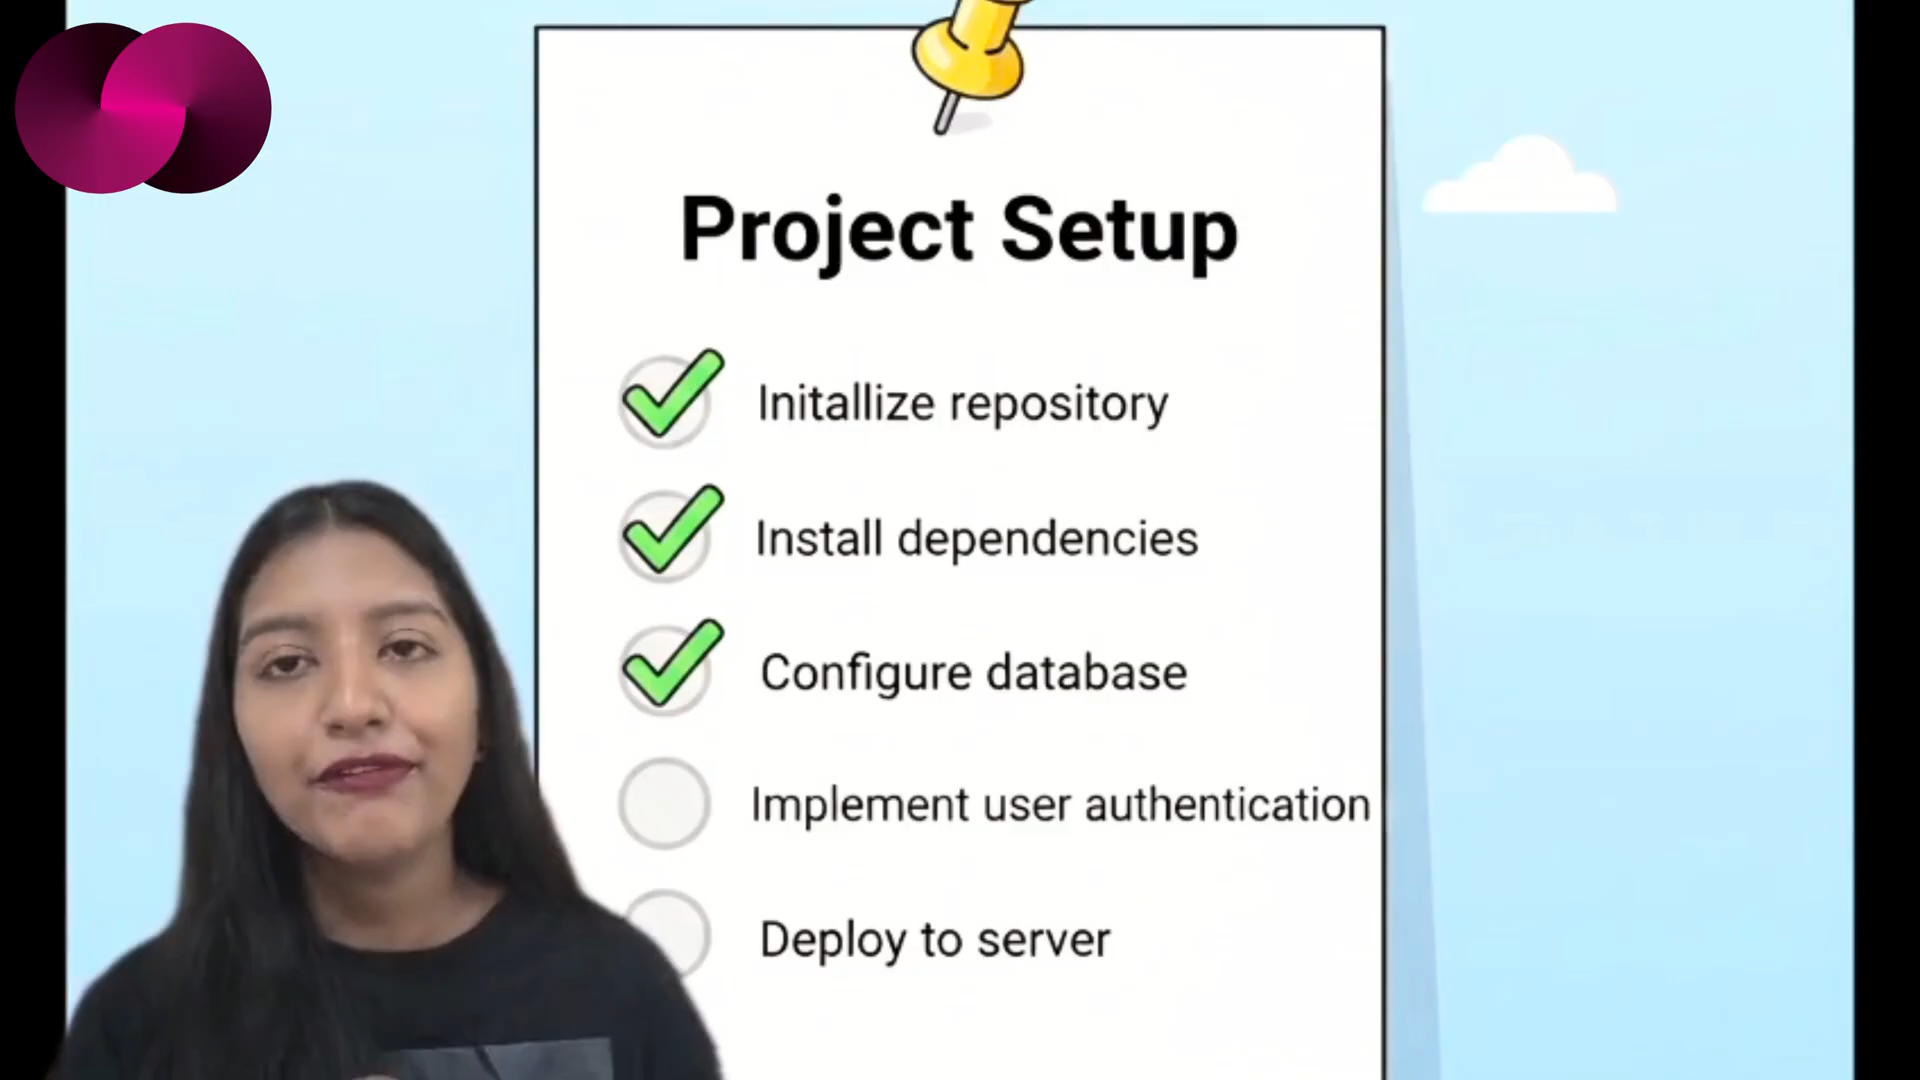 Project Setup
Initallize repository
Install dependencies
Configure database
Implement user authentication
Deploy to server